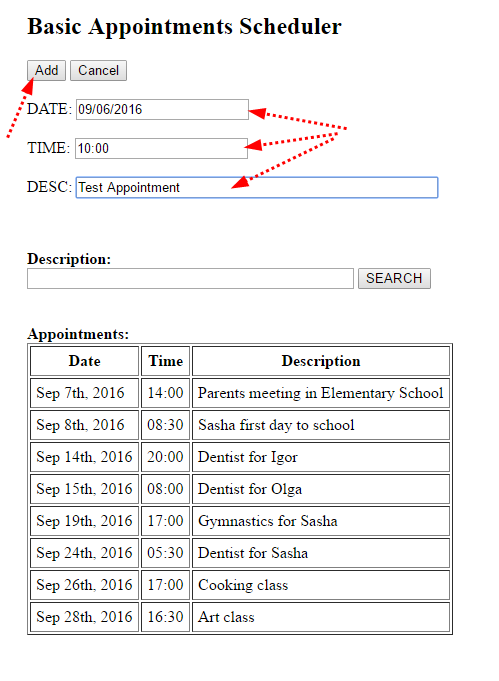 Basic Appointments Scheduler
Add Cancel
DATE: 09/06/2016
TIME: 10:00
DESC: Test Appointment
Description:
SEARCH
Appointments:
Date Time Description
Sep 7th, 2016 14:00 Parents meeting in Elementary School
Sep 8th, 2016 08:30 Sasha first day to school
Sep 14th, 2016 20:00 Dentist for Igor
Sep 15th, 2016 08:00 Dentist for Olga
Sep 19th, 2016 17:00 Gymnastics for Sasha
Sep 24th, 2016 05:30 Dentist for Sasha
Sep 26th, 2016 17:00 Cooking class
Sep 28th, 2016 16:30 Art class